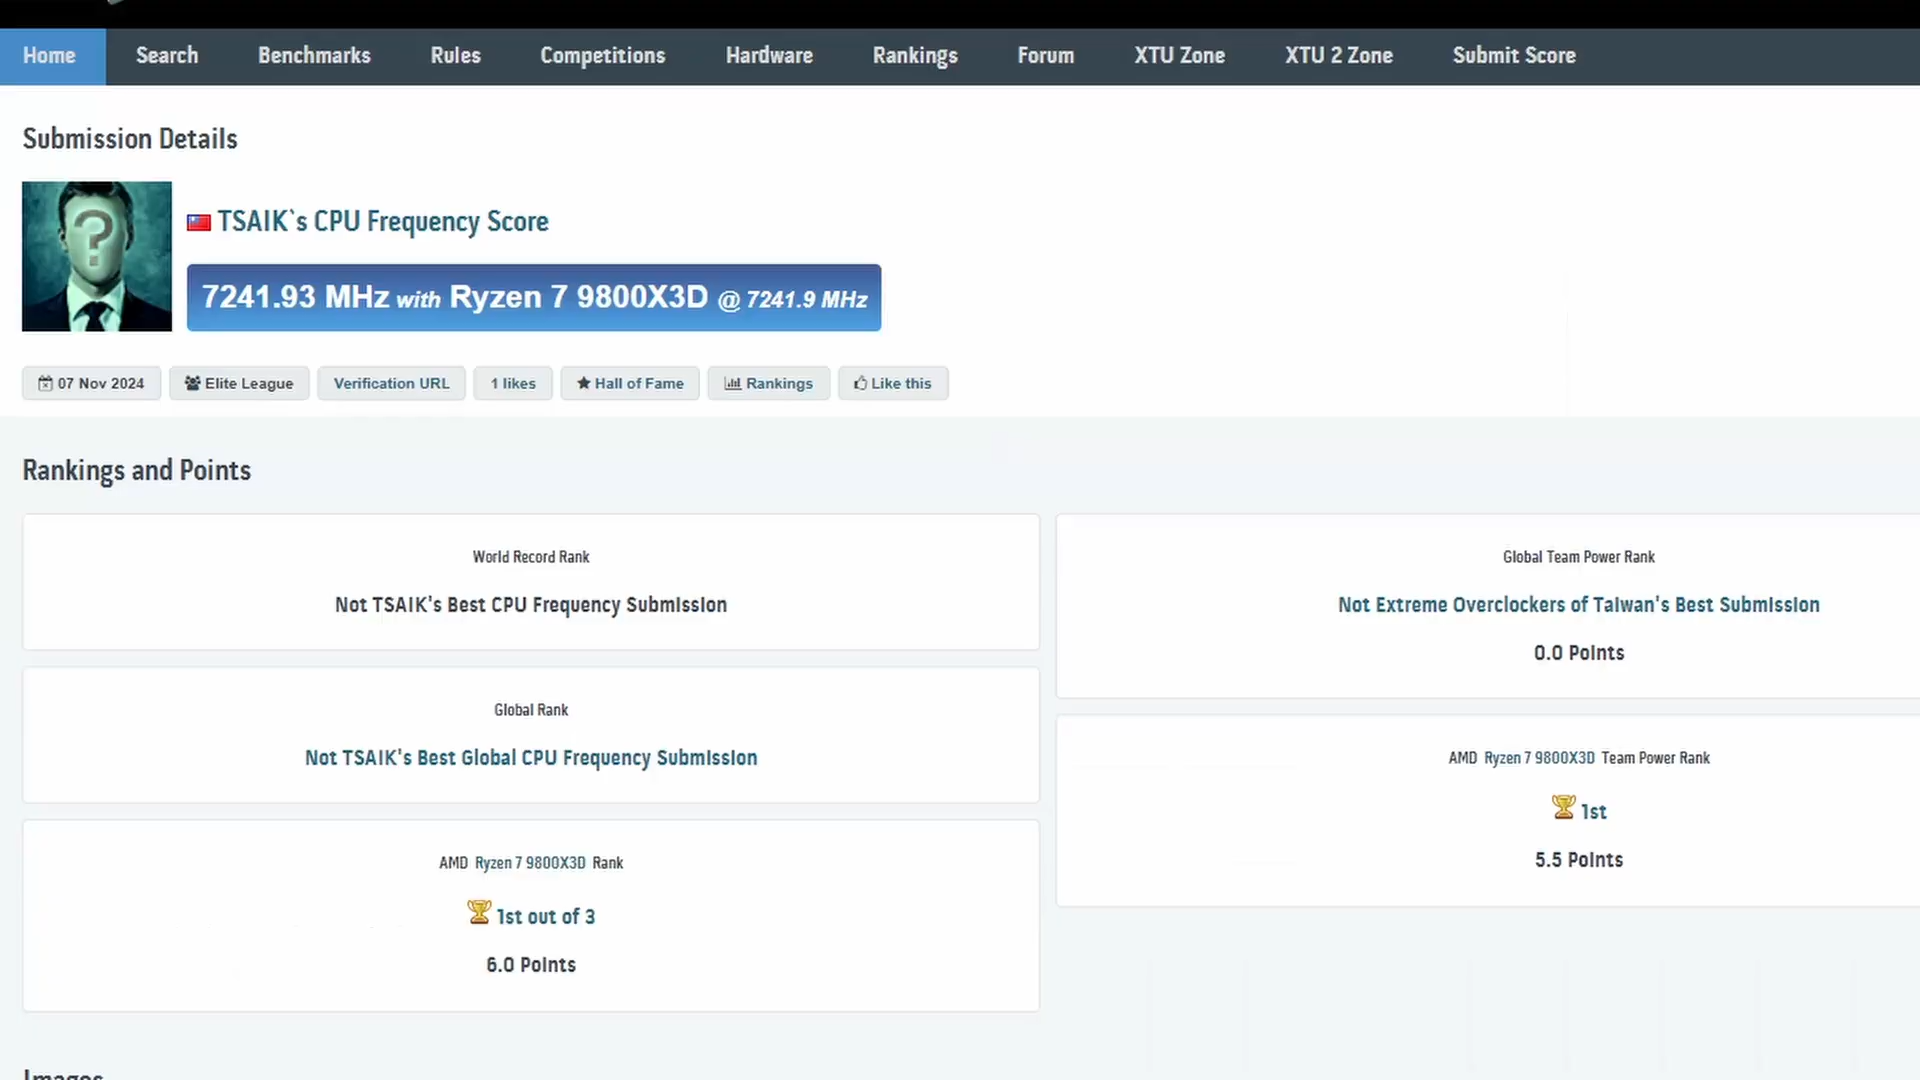 Home Search Benchmarks Rules Competitions Hardware Rankings Forum XTU Zone XTU 2 Zone Submit Score
Submission Details
TSAIK`s CPU Frequency Score
7241.93 MHz with Ryzen 7 9800X3D @ 7241.9 MHz
07 Nov 2024 Elite League Verification URL 1 likes Hall of Fame Rankings Like this
Rankings and Points
World Record Rank
Not TSAIK's Best CPU Frequency Submission
Global Rank
Not TSAIK's Best Global CPU Frequency Submission
AMD Ryzen 7 9800X3D Rank
1st out of 3
6.0 Points
Global Team Power Rank
Not Extreme Overclockers of Taiwan's Best Submission
0.0 Points
AMD Ryzen 7 9800X3D Team Power Rank
1st
5.5 Points
Images